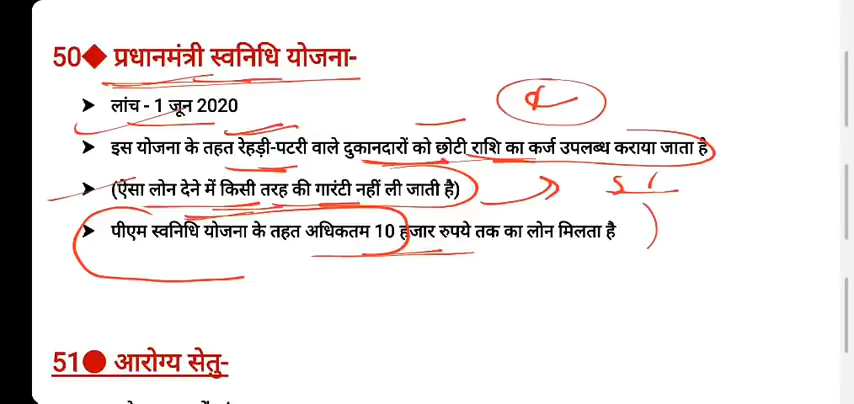 50◆ प्रधानमंत्री स्वनिधि योजना-
➤ लांच - 1 जून 2020
➤ इस योजना के तहत रेहड़ी-पटरी वाले दुकानदारों को छोटी राशि का कर्ज उपलब्ध कराया जाता है
➤ (ऐसा लोन देने में किसी तरह की गारंटी नहीं ली जाती है)
➤ पीएम स्वनिधि योजना के तहत अधिकतम 10 हजार रुपये तक का लोन मिलता है
51● आरोग्य सेतु-